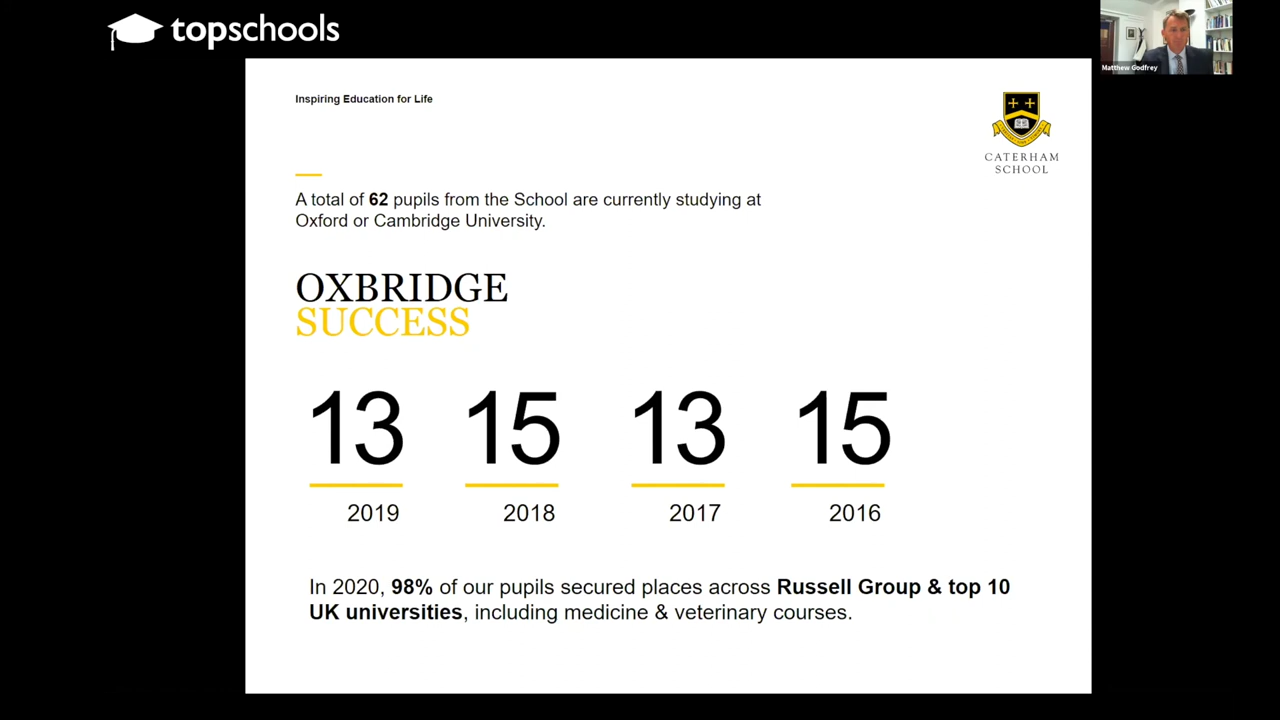 topschools
Matthew Godfrey
Inspiring Education for Life
CATERHAM
SCHOOL
A total of 62 pupils from the School are currently studying at
Oxford or Cambridge University.
OXBRIDGE
SUCCESS
13 15 13 15
2019 2018 2017 2016
In 2020, 98% of our pupils secured places across Russell Group & top 10
UK universities, including medicine & veterinary courses.